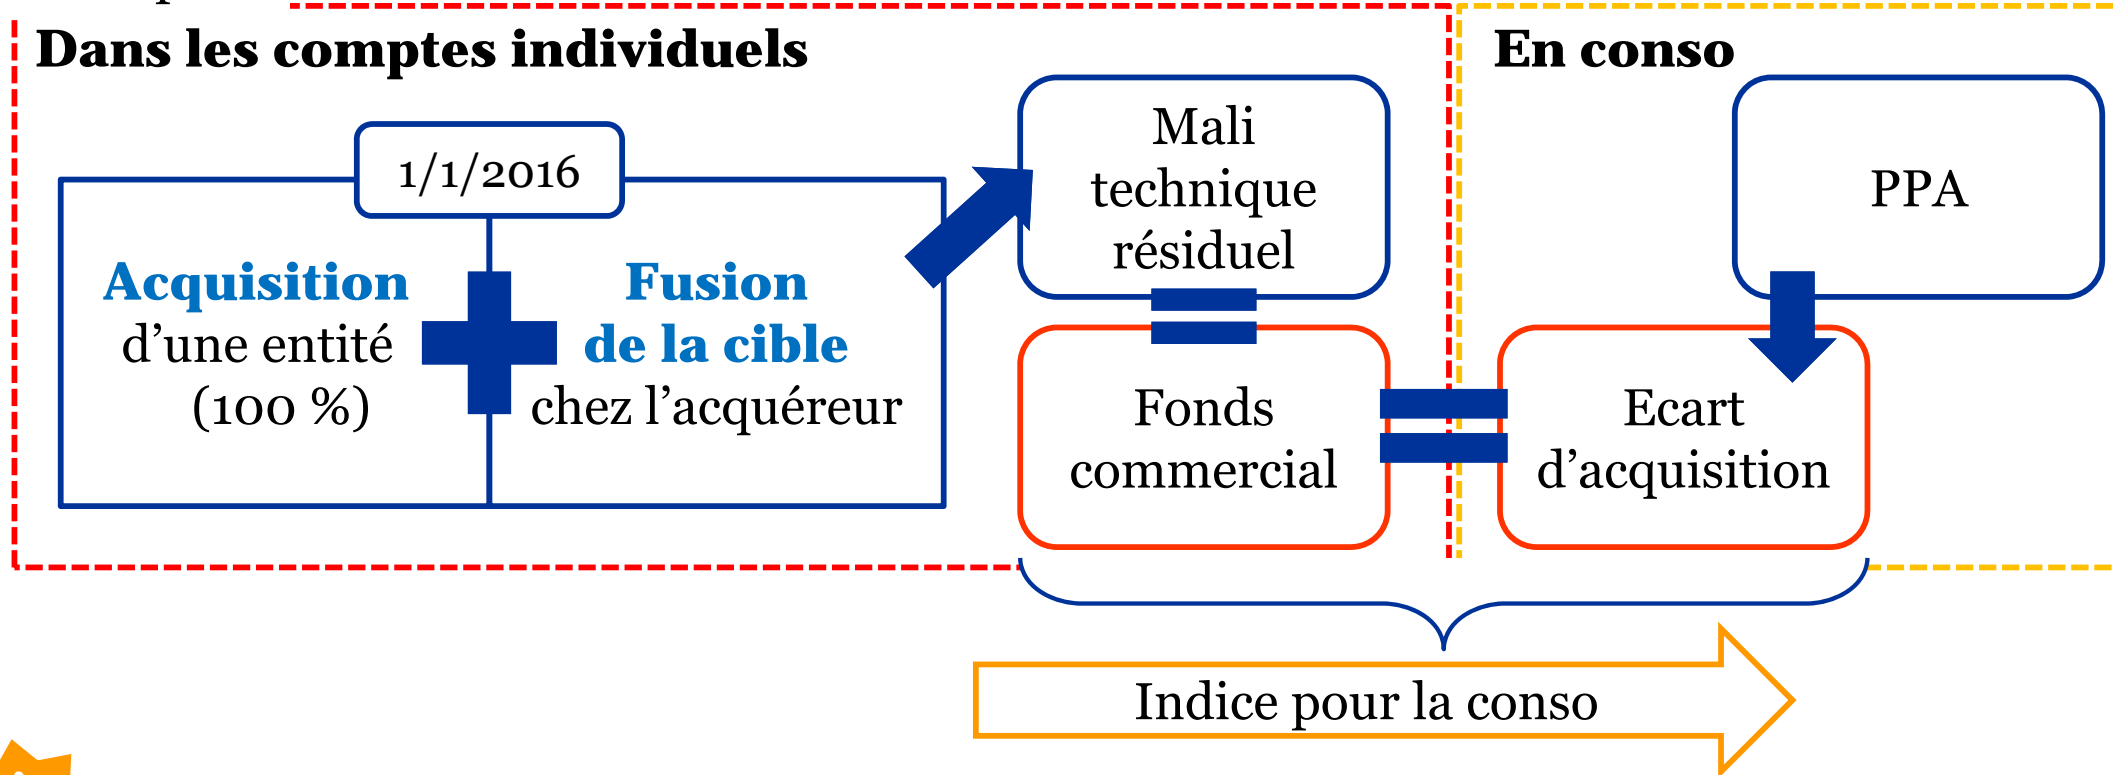 Dans les comptes individuels
En conso
1/1/2016
Acquisition
d’une entité
(100 %)
Fusion
de la cible
chez l’acquéreur
Mali
technique
résiduel
Fonds
commercial
PPA
Ecart
d’acquisition
Indice pour la conso